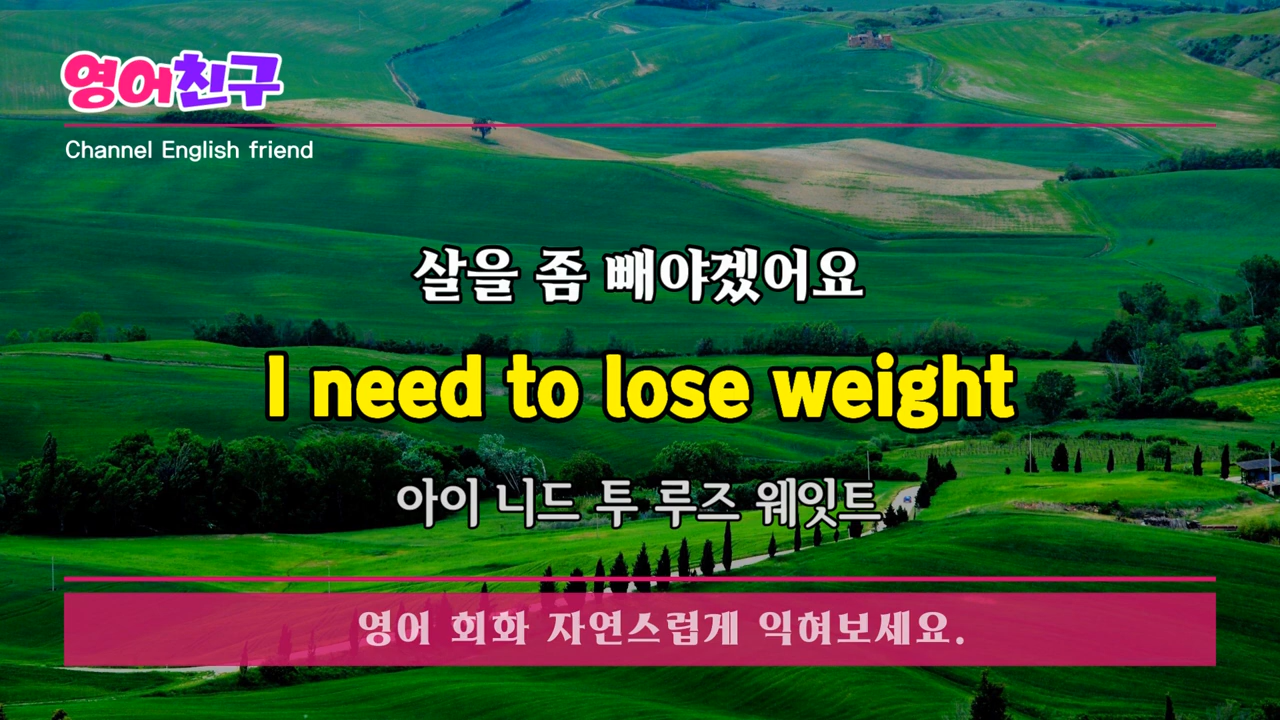 영어친구
Channel English friend
살을 좀 빼야겠어요
I need to lose weight
아이 니드 투 루즈 웨잇트
영어 회화 자연스럽게 익혀보세요.